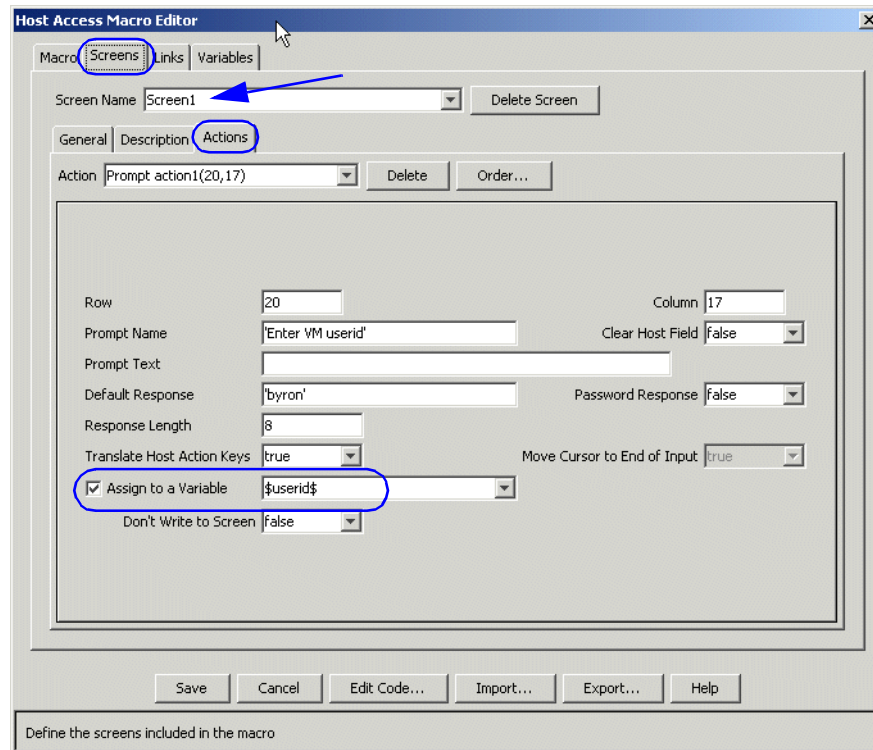 Host Access Macro Editor
Macro Screens Links Variables
Screen Name Screen1 Delete Screen
General Description Actions
Action Prompt action1(20,17) Delete Order...
Row 20 Column 17
Prompt Name 'Enter VM userid' Clear Host Field false
Prompt Text
Default Response 'byron' Password Response false
Response Length 8
Translate Host Action Keys true Move Cursor to End of Input true
Assign to a Variable $userid$
Don't Write to Screen false
Save Cancel Edit Code... Import... Export... Help
Define the screens included in the macro